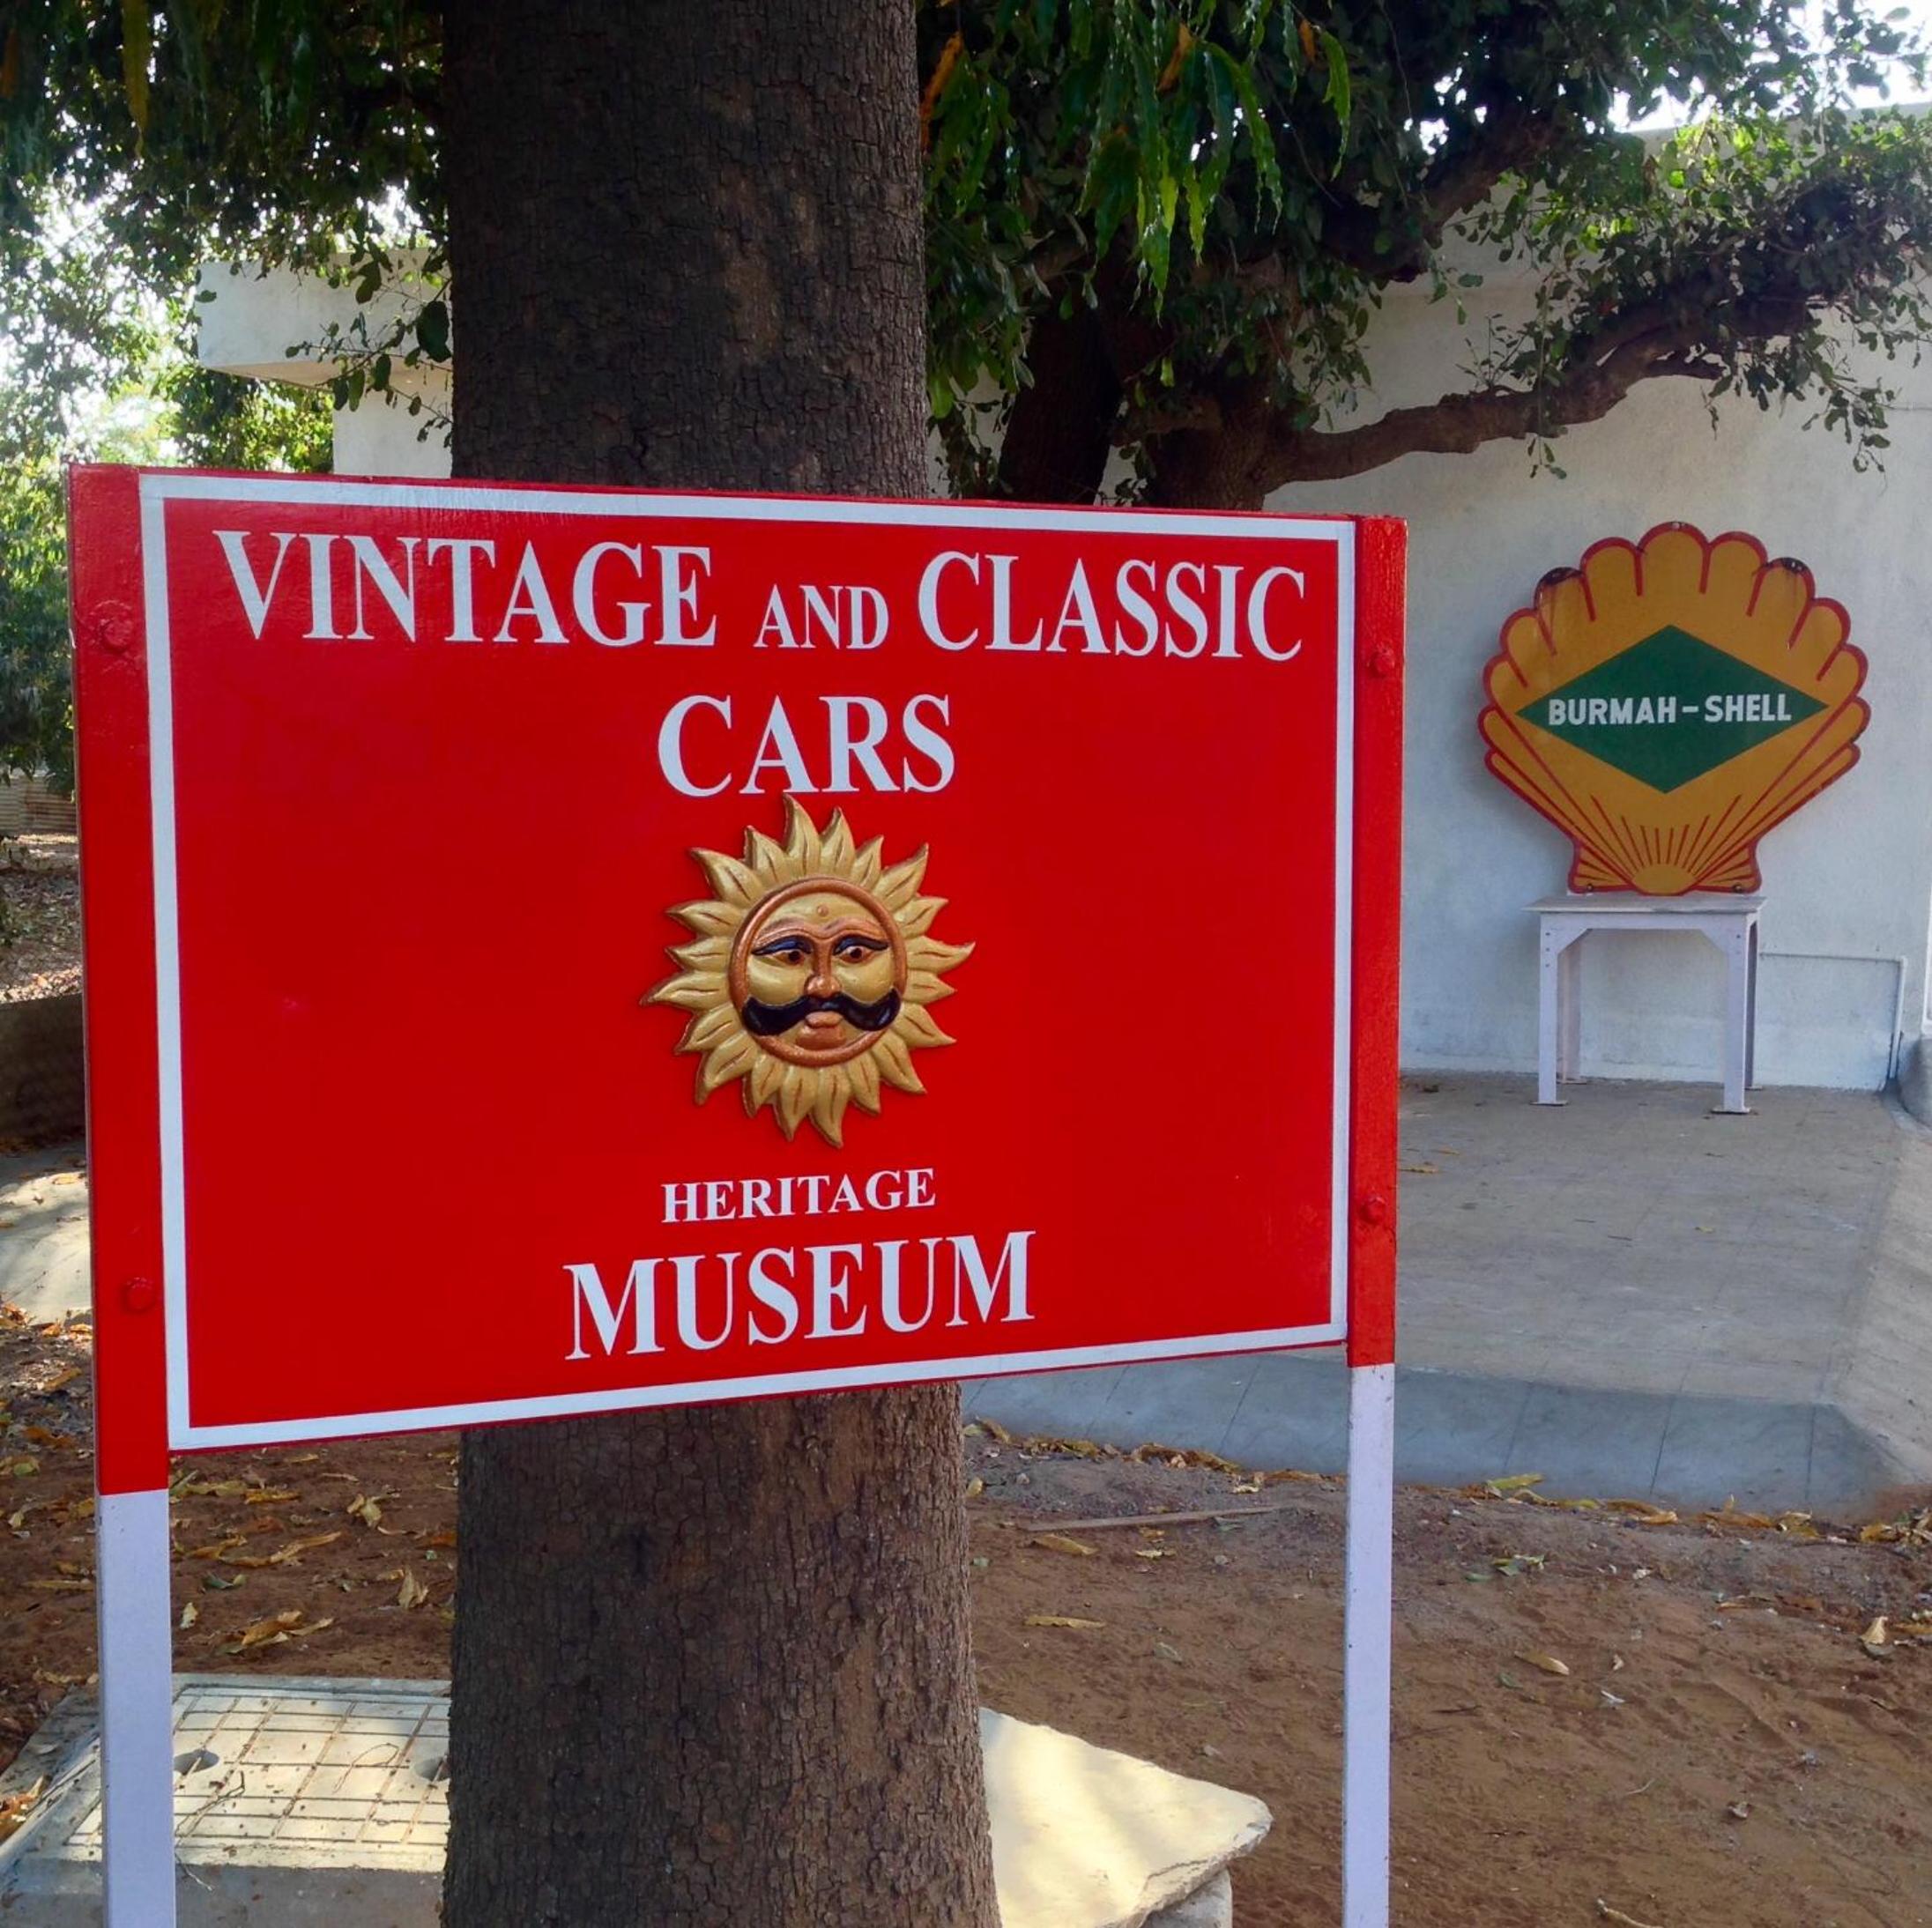 VINTAGE AND CLASSIC
CARS
HERITAGE
MUSEUM
BURMAH-SHELL